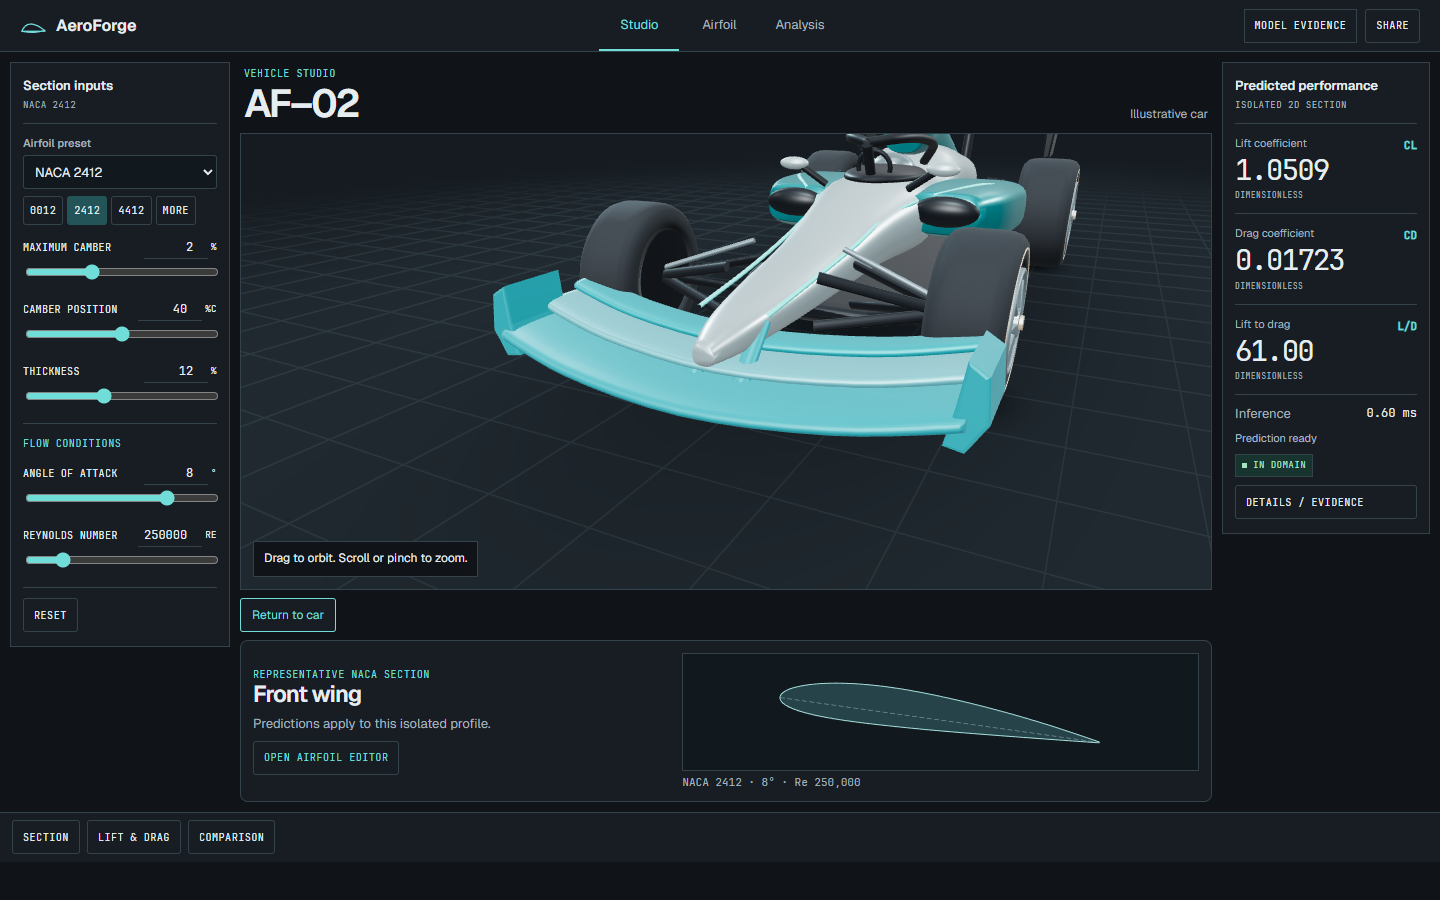 AeroForge
Studio
Airfoil
Analysis
MODEL EVIDENCE
SHARE
Section inputs
NACA 2412
Airfoil preset
NACA 2412
0012
2412
4412
MORE
MAXIMUM CAMBER 2 %
CAMBER POSITION 40 %C
THICKNESS 12 %
FLOW CONDITIONS
ANGLE OF ATTACK 8 °
REYNOLDS NUMBER 250000 RE
RESET
VEHICLE STUDIO
AF—02
Illustrative car
Drag to orbit. Scroll or pinch to zoom.
Return to car
REPRESENTATIVE NACA SECTION
Front wing
Predictions apply to this isolated profile.
OPEN AIRFOIL EDITOR
NACA 2412 · 8° · Re 250,000
Predicted performance
ISOLATED 2D SECTION
Lift coefficient CL
1.0509
DIMENSIONLESS
Drag coefficient CD
0.01723
DIMENSIONLESS
Lift to drag L/D
61.00
DIMENSIONLESS
Inference 0.60 ms
Prediction ready
IN DOMAIN
DETAILS / EVIDENCE
SECTION
LIFT & DRAG
COMPARISON